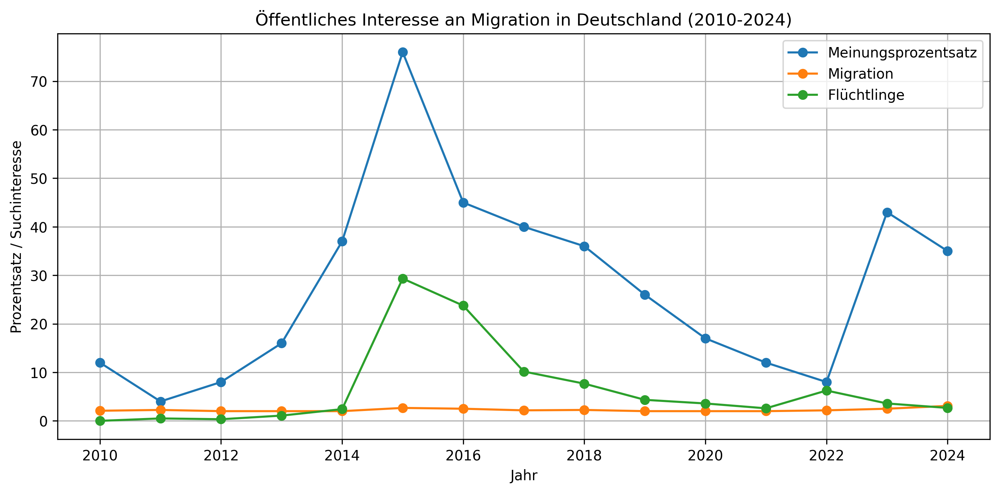 Öffentliches Interesse an Migration in Deutschland (2010-2024)
Meinungsprozentsatz
Migration
Flüchtlinge
Prozentsatz / Suchinteresse
70
60
50
40
30
20
10
0
2010 2012 2014 2016 2018 2020 2022 2024
Jahr